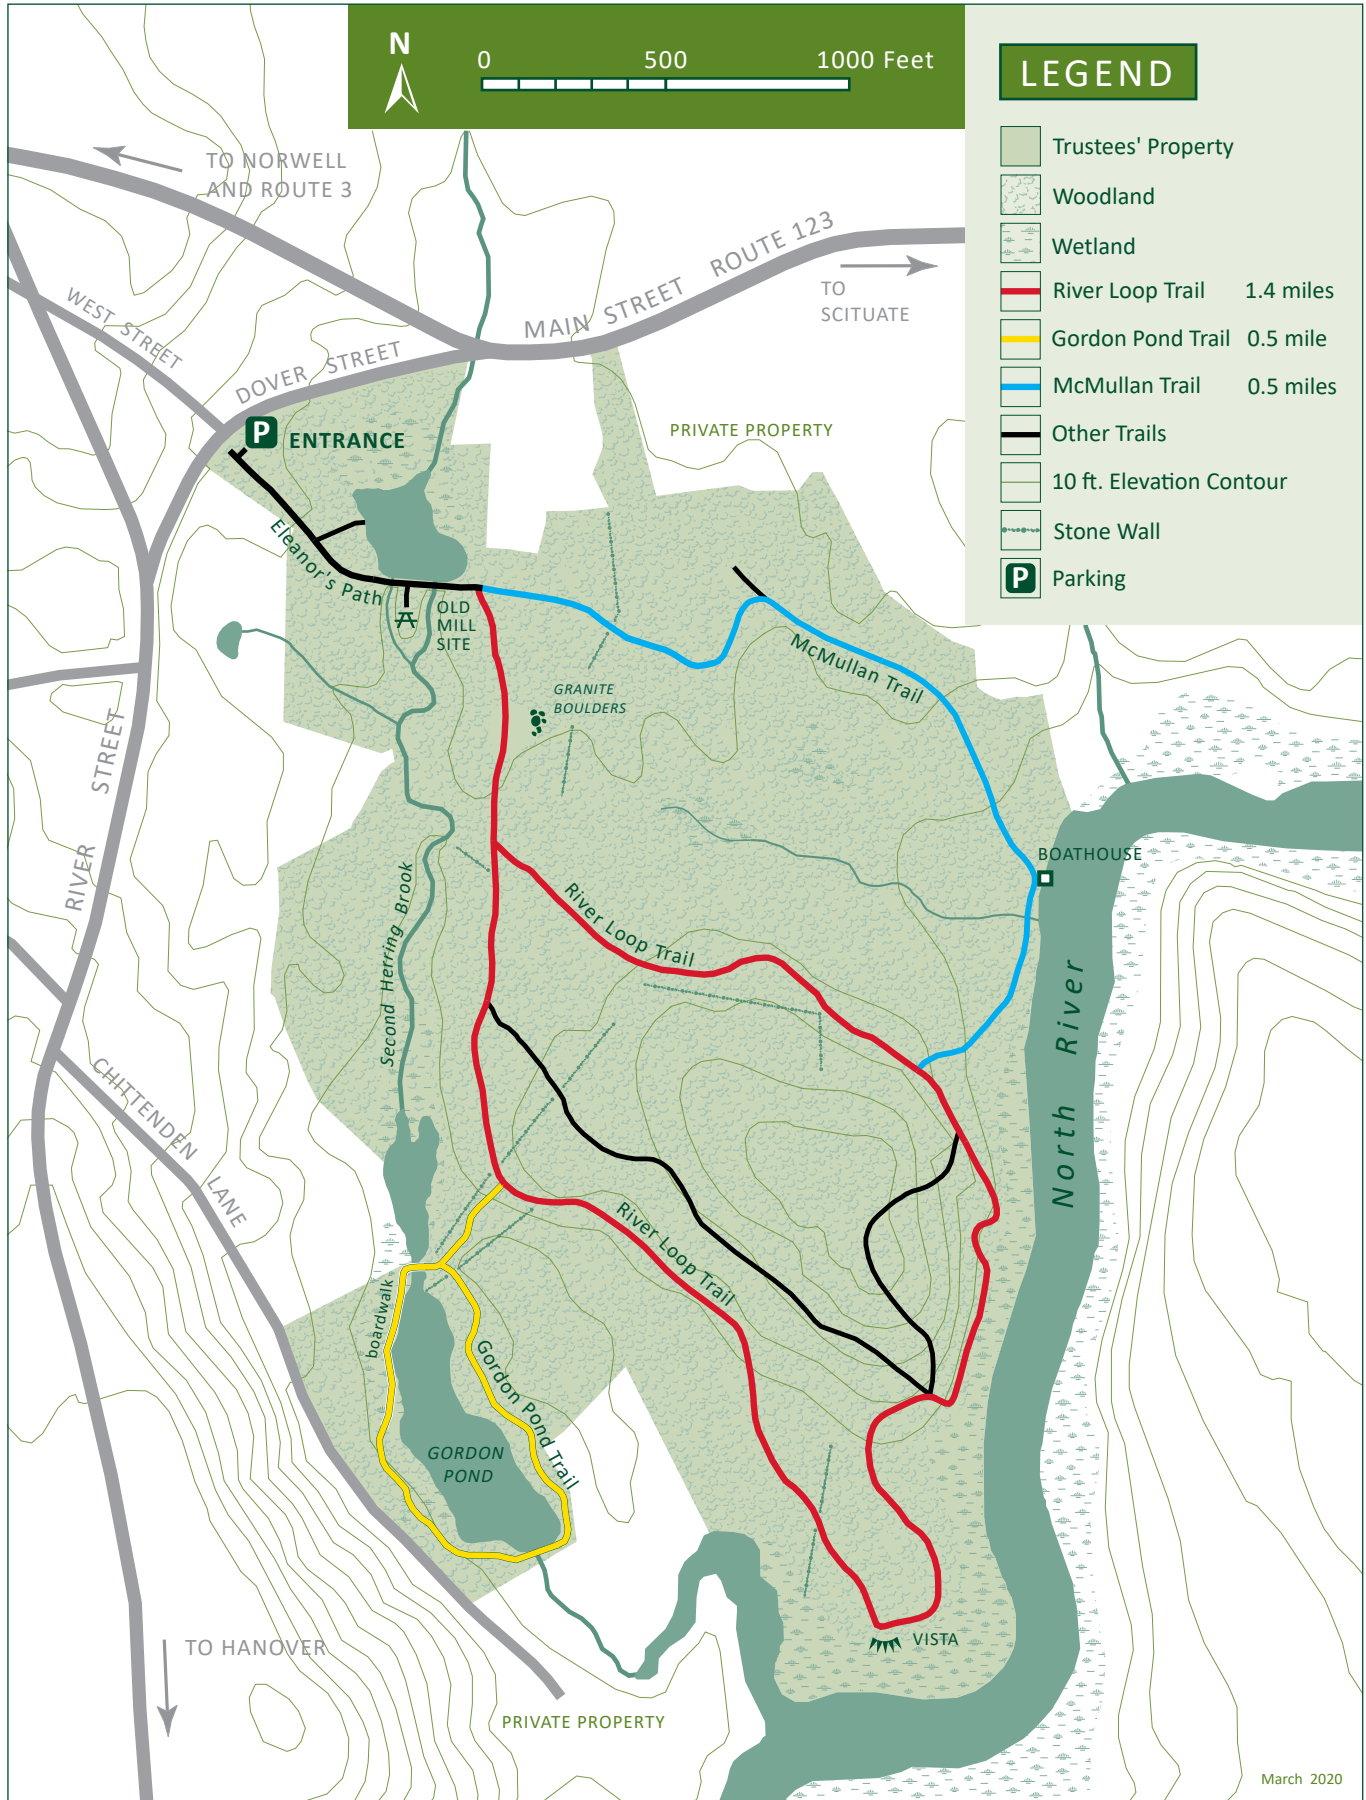 N
0 500 1000 Feet
LEGEND
Trustees' Property
Woodland
Wetland
River Loop Trail 1.4 miles
Gordon Pond Trail 0.5 mile
McMullan Trail 0.5 miles
Other Trails
10 ft. Elevation Contour
Stone Wall
P Parking
TO NORWELL
AND ROUTE 3
MAIN STREET ROUTE 123
TO
SCITUATE
WEST STREET
DOVER STREET
P ENTRANCE
PRIVATE PROPERTY
Eleanor's Path
OLD
MILL
SITE
McMullan Trail
GRANITE
BOULDERS
RIVER STREET
BOATHOUSE
River Loop Trail
Second Herring Brook
North River
CHITTENDEN LANE
River Loop Trail
boardwalk
Gordon Pond Trail
GORDON
POND
VISTA
TO HANOVER
PRIVATE PROPERTY
March 2020